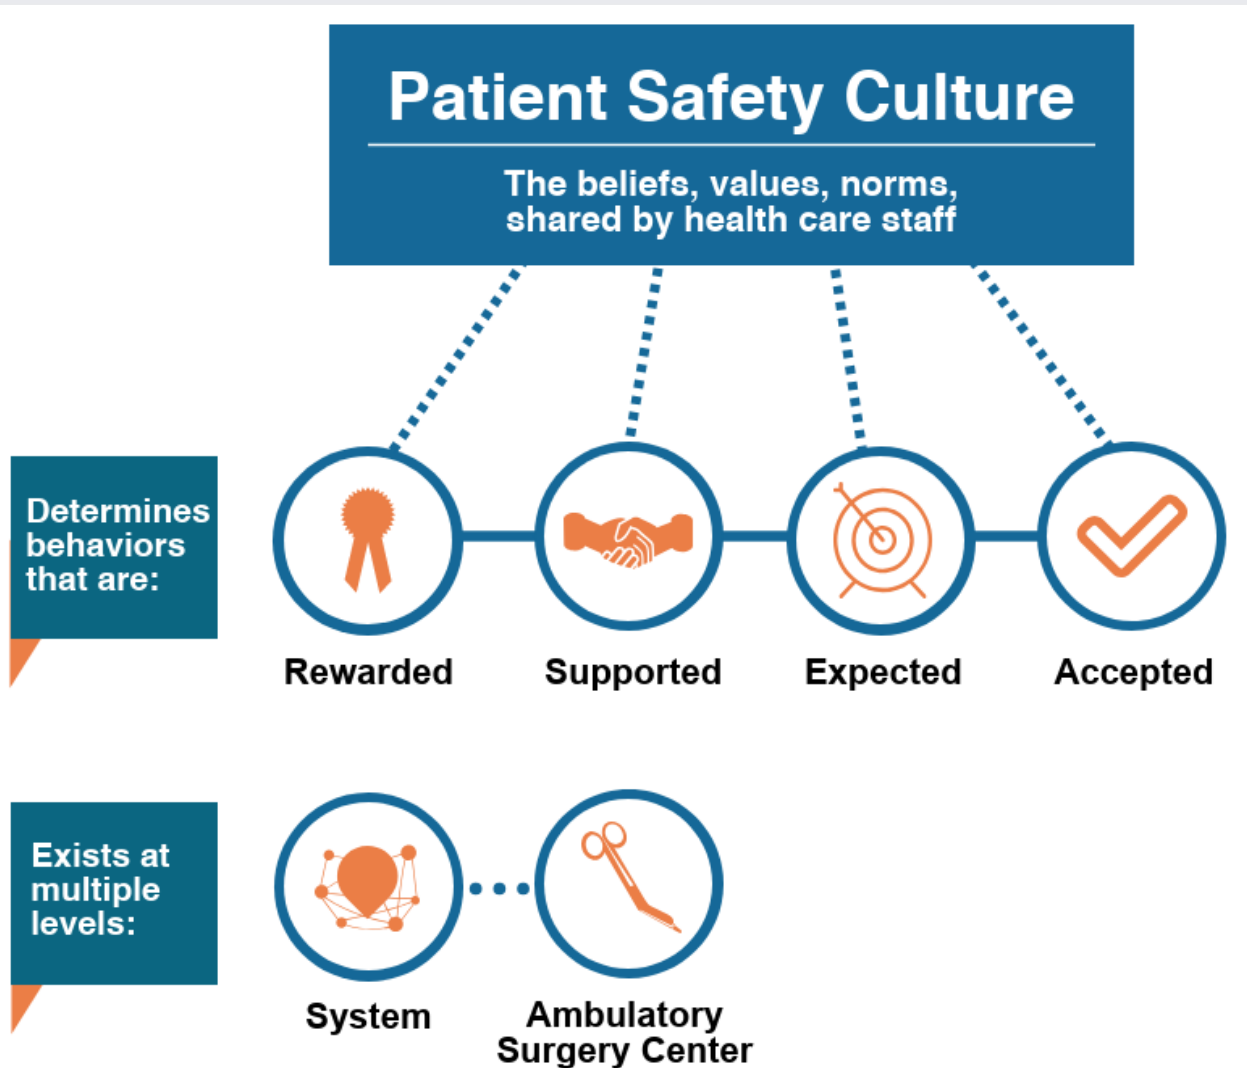 Patient Safety Culture
The beliefs, values, norms,
shared by health care staff
Determines
behaviors
that are:
Rewarded
Supported
Expected
Accepted
Exists at
multiple
levels:
System
Ambulatory
Surgery Center